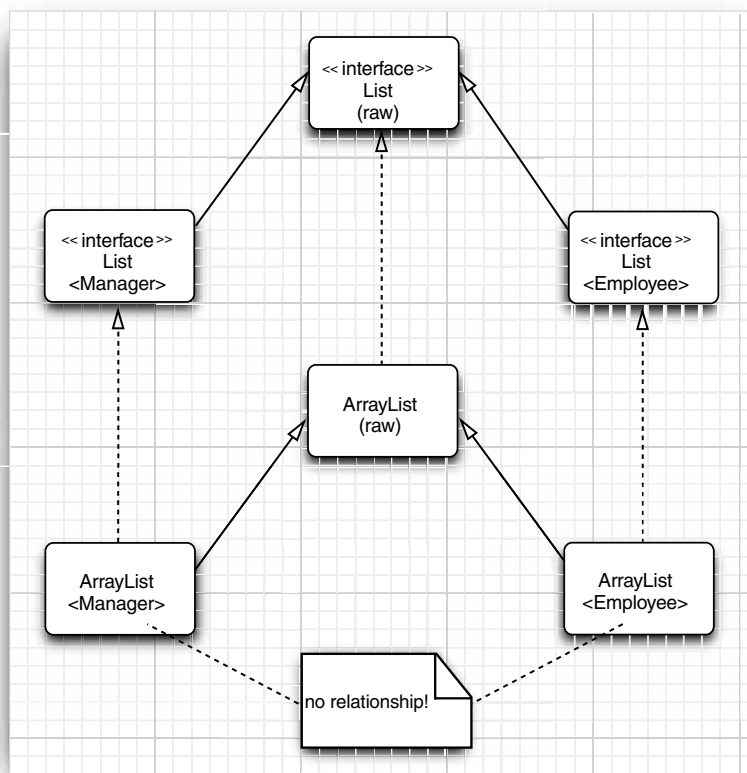 << interface >>
List
(raw)
<< interface >>
List
<Manager>
<< interface >>
List
<Employee>
ArrayList
(raw)
ArrayList
<Manager>
ArrayList
<Employee>
no relationship!